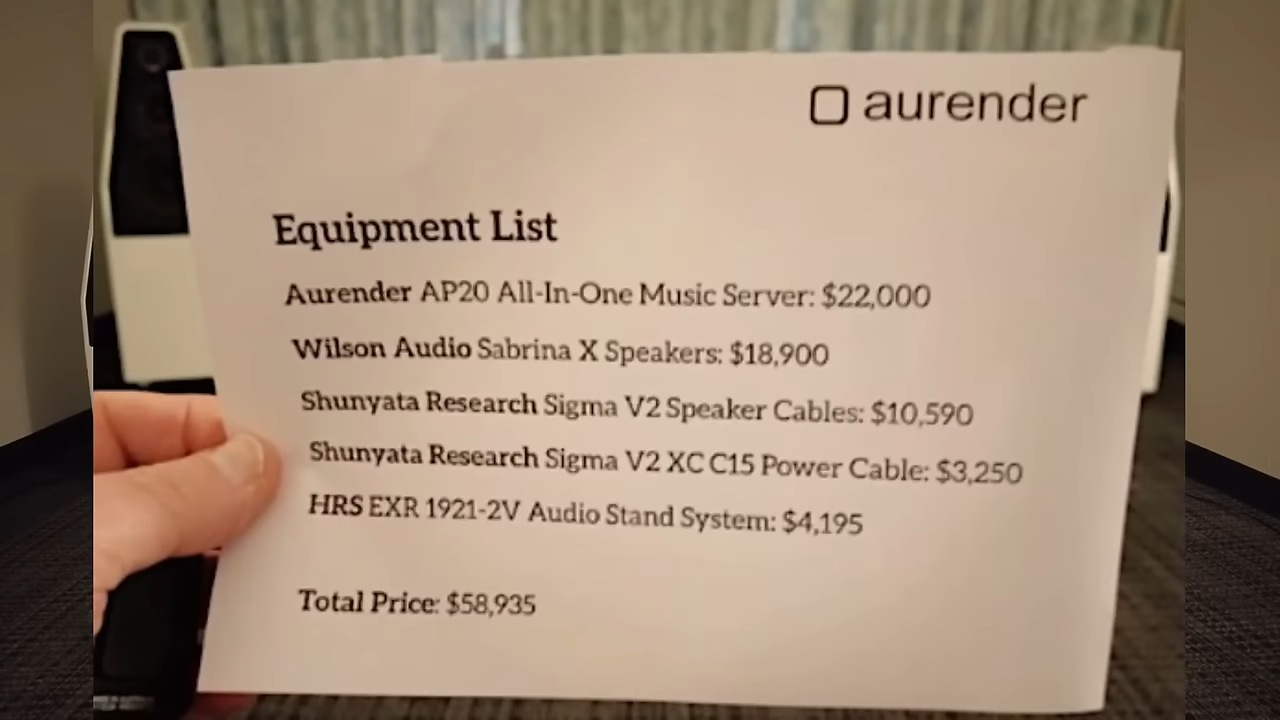 aurender
Equipment List
Aurender AP20 All-In-One Music Server: $22,000
Wilson Audio Sabrina X Speakers: $18,900
Shunyata Research Sigma V2 Speaker Cables: $10,590
Shunyata Research Sigma V2 XC C15 Power Cable: $3,250
HRS EXR 1921-2V Audio Stand System: $4,195
Total Price: $58,935